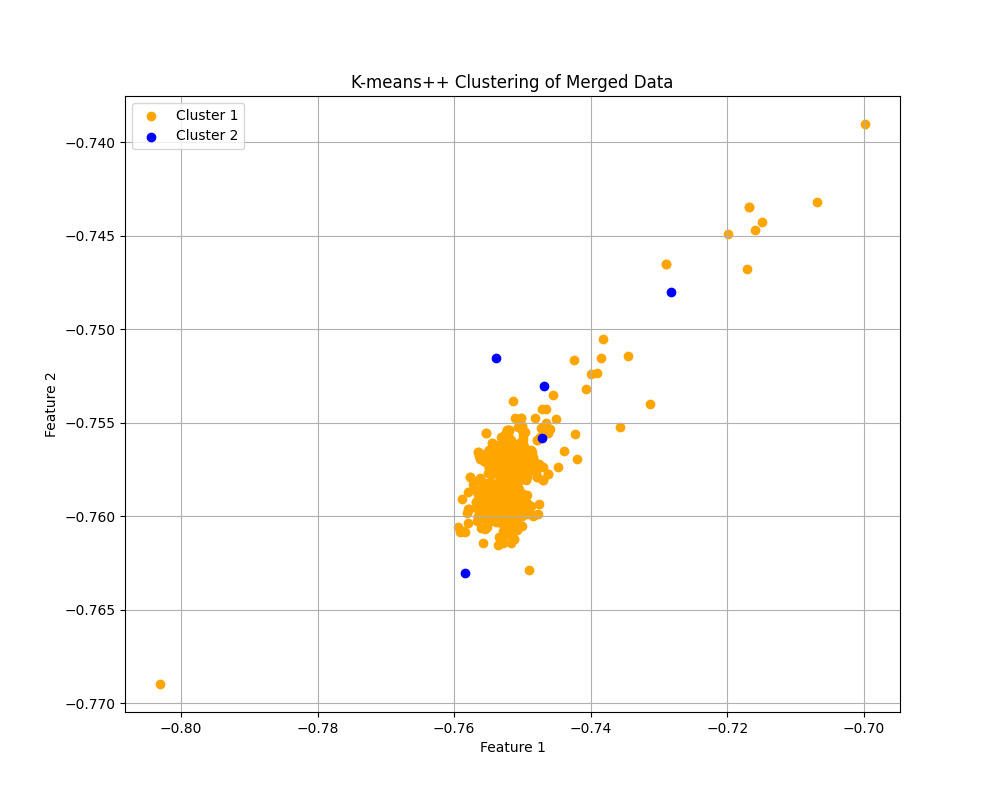 K-means++ Clustering of Merged Data
Cluster 1
Cluster 2
−0.740
−0.745
−0.750
−0.755
−0.760
−0.765
−0.770
Feature 2
−0.80
−0.78
−0.76
−0.74
−0.72
−0.70
Feature 1